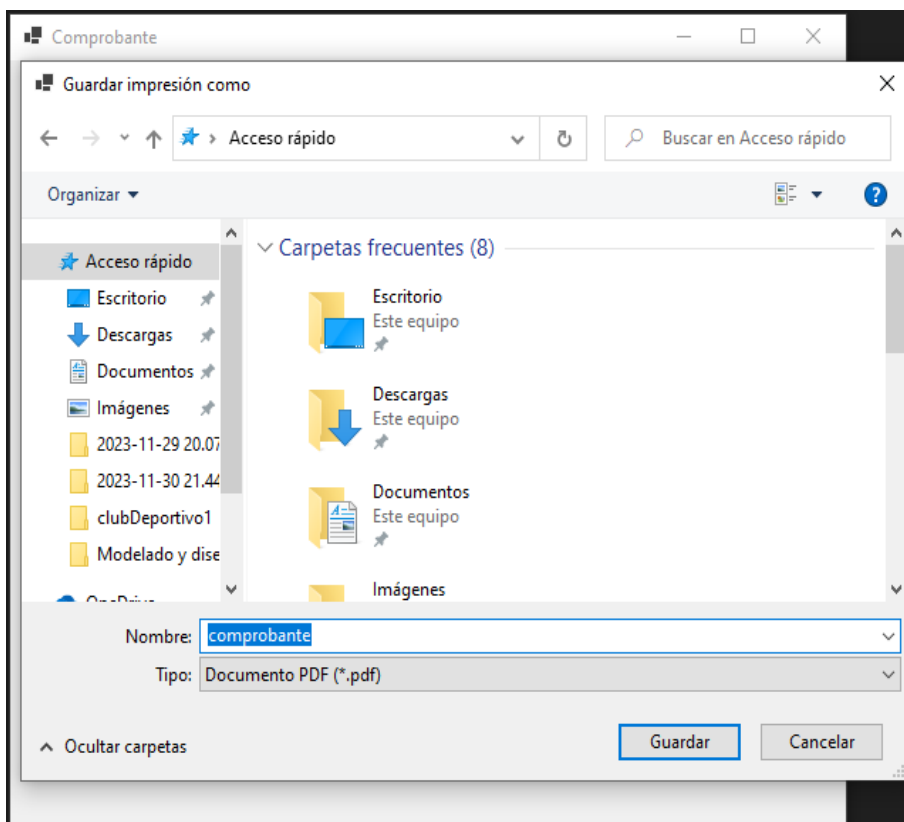 Comprobante
Guardar impresión como
Acceso rápido
Buscar en Acceso rápido
Organizar
Acceso rápido
Escritorio
Descargas
Documentos
Imágenes
2023-11-29 20.07
2023-11-30 21.44
clubDeportivo1
Modelado y dise
OneDrive
Carpetas frecuentes (8)
Escritorio
Este equipo
Descargas
Este equipo
Documentos
Este equipo
Imágenes
Nombre: comprobante
Tipo: Documento PDF (*.pdf)
Ocultar carpetas
Guardar
Cancelar